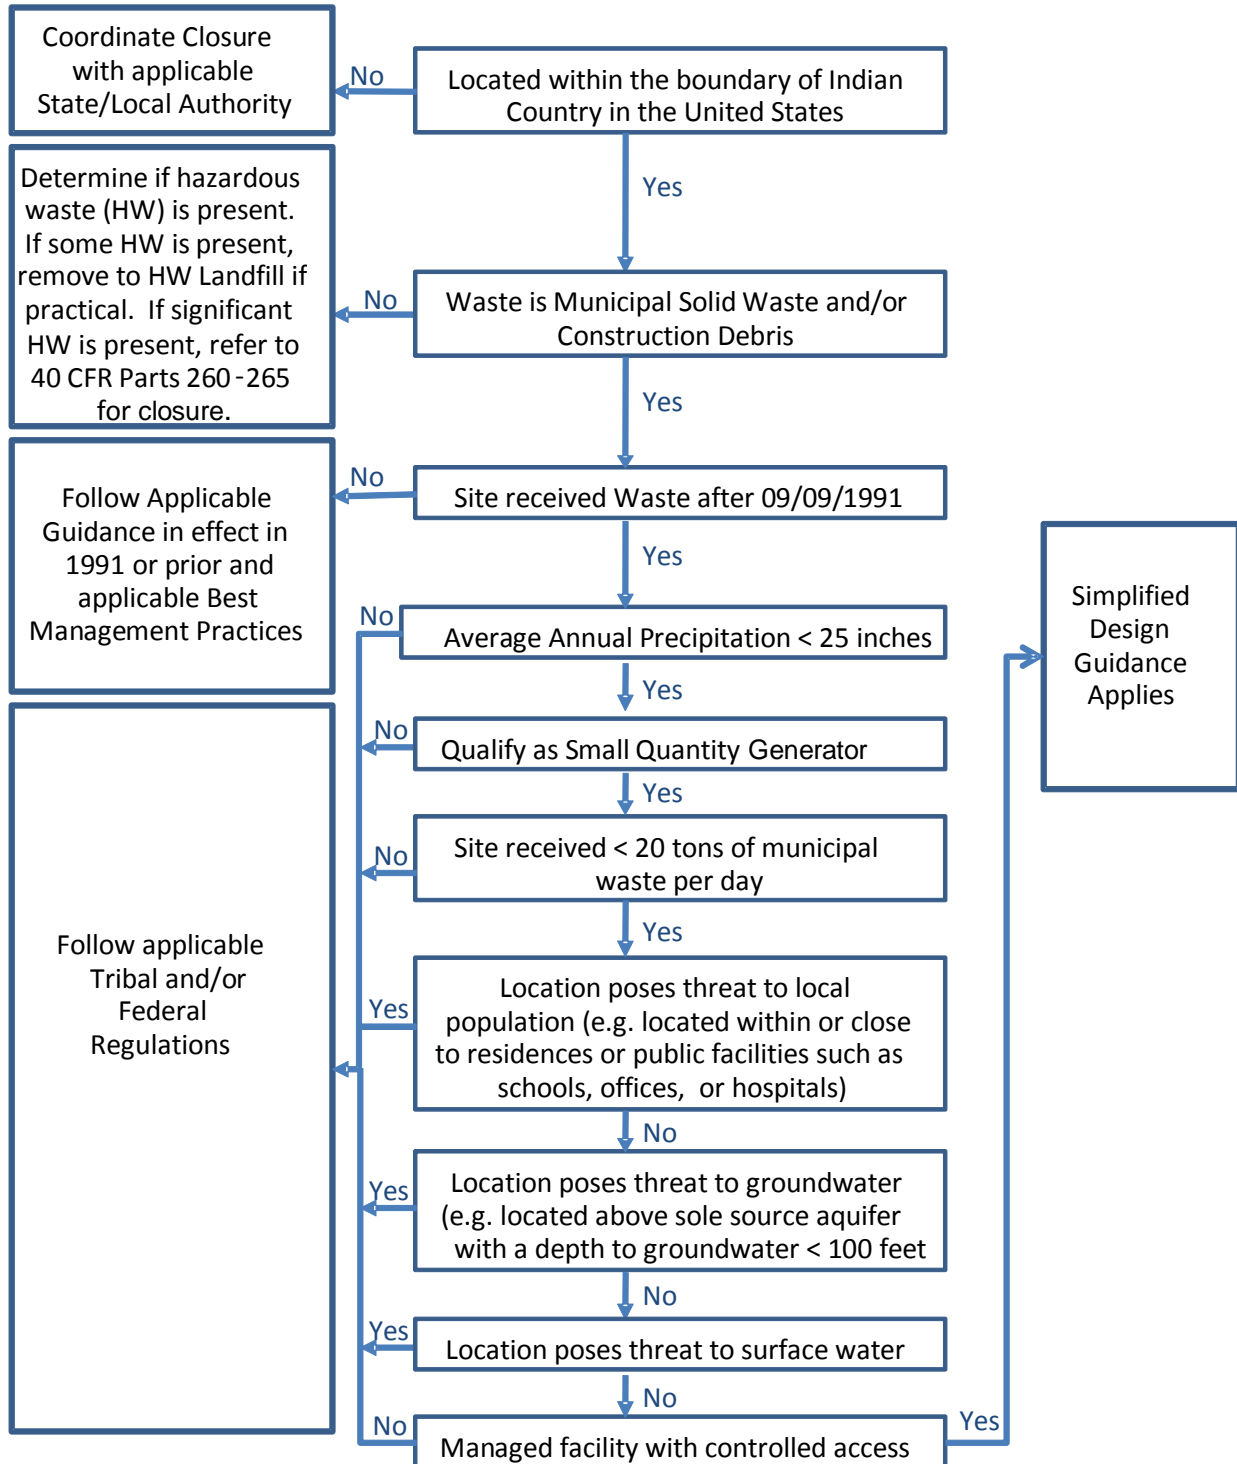 Coordinate Closure
with applicable
State/Local Authority
No
Located within the boundary of Indian
Country in the United States
Yes
Determine if hazardous
waste (HW) is present.
If some HW is present,
remove to HW Landfill if
practical.  If significant
HW is present, refer to
40 CFR Parts 260-265
for closure.
No
Waste is Municipal Solid Waste and/or
Construction Debris
Yes
Follow Applicable
Guidance in effect in
1991 or prior and
applicable Best
Management Practices
No
Site received Waste after 09/09/1991
Yes
No
Average Annual Precipitation < 25 inches
Yes
No
Qualify as Small Quantity Generator
Yes
No
Site received < 20 tons of municipal
waste per day
Yes
Follow applicable
Tribal and/or
Federal
Regulations
Yes
Location poses threat to local
population (e.g. located within or close
to residences or public facilities such as
schools, offices,  or hospitals)
No
Yes
Location poses threat to groundwater
(e.g. located above sole source aquifer
with a depth to groundwater < 100 feet
No
Yes
Location poses threat to surface water
No
No
Managed facility with controlled access
Yes
Simplified
Design
Guidance
Applies